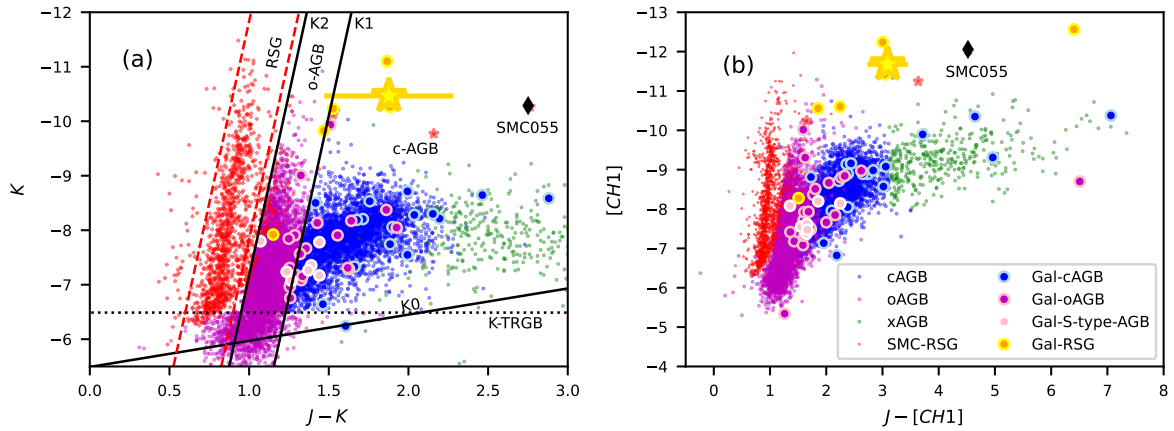 (a)
RSG
K2
o-AGB
K1
SMC055
c-AGB
K0
K-TRGB
−12
−11
−10
−9
−8
−7
−6
K
0.0
0.5
1.0
1.5
2.0
2.5
3.0
J − K
(b)
SMC055
−13
−12
−11
−10
−9
−8
−7
−6
−5
−4
[CH1]
cAGB
oAGB
xAGB
SMC-RSG
Gal-cAGB
Gal-oAGB
Gal-S-type-AGB
Gal-RSG
0
1
2
3
4
5
6
7
8
J − [CH1]